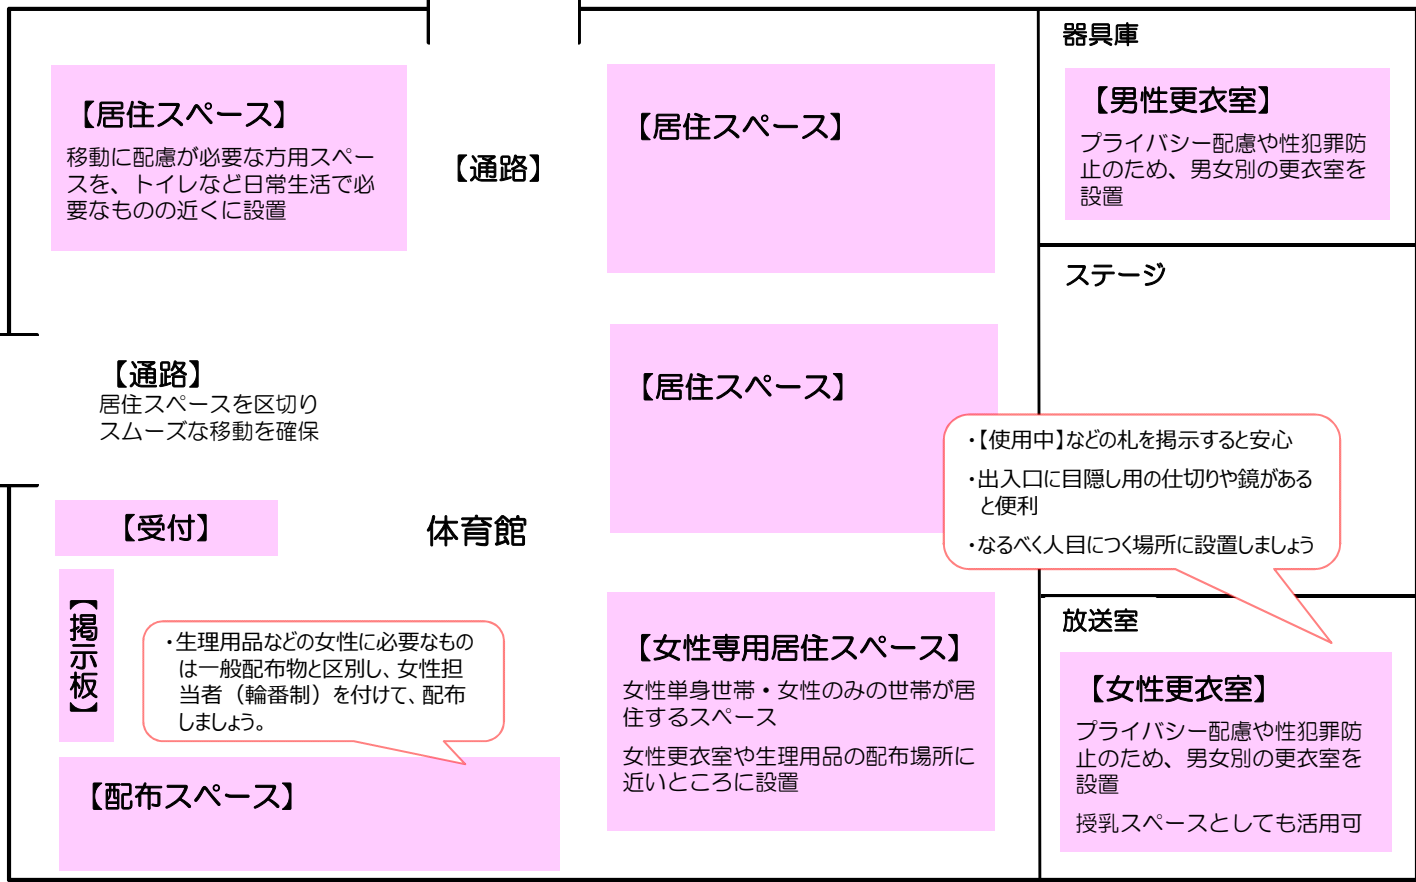 【居住スペース】
移動に配慮が必要な方用スペー
スを、トイレなど日常生活で必
要なものの近くに設置
【通路】
【居住スペース】
器具庫
【男性更衣室】
プライバシー配慮や性犯罪防
止のため、男女別の更衣室を
設置
ステージ
【通路】
居住スペースを区切り
スムーズな移動を確保
【居住スペース】
・【使用中】などの札を掲示すると安心
・出入口に目隠し用の仕切りや鏡がある
と便利
・なるべく人目につく場所に設置しましょう
【受付】
体育館
【掲示板】
・生理用品などの女性に必要なもの
は一般配布物と区別し、女性担
当者（輪番制）を付けて、配布
しましょう。
【配布スペース】
【女性専用居住スペース】
女性単身世帯・女性のみの世帯が居
住するスペース
女性更衣室や生理用品の配布場所に
近いところに設置
放送室
【女性更衣室】
プライバシー配慮や性犯罪防
止のため、男女別の更衣室を
設置
授乳スペースとしても活用可